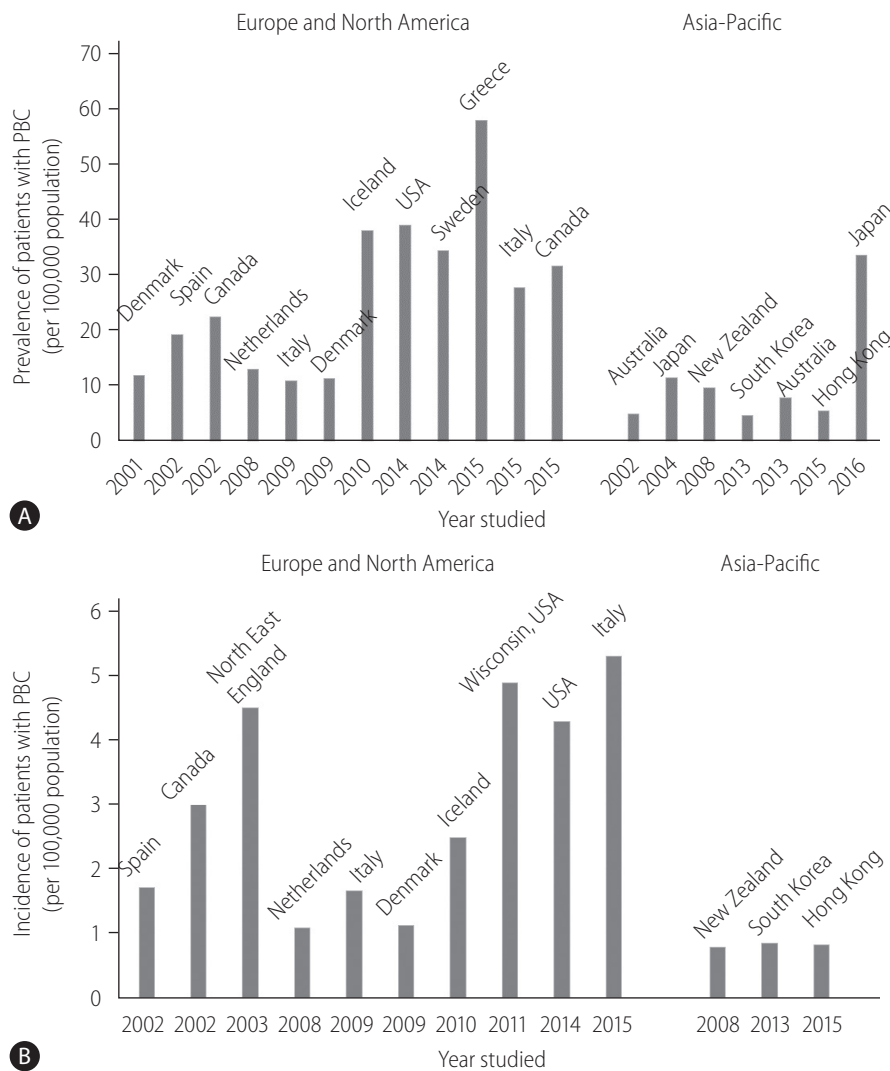 Europe and North America
Asia-Pacific
Prevalence of patients with PBC
(per 100,000 population)
70
60
50
40
30
20
10
0
Denmark
Spain
Canada
Netherlands
Italy
Denmark
Iceland
USA
Sweden
Greece
Italy
Canada
Australia
Japan
New Zealand
South Korea
Australia
Hong Kong
Japan
2001
2002
2002
2008
2009
2009
2010
2014
2014
2015
2015
2015
2002
2004
2008
2013
2013
2015
2016
Year studied
A
Europe and North America
Asia-Pacific
Incidence of patients with PBC
(per 100,000 population)
6
5
4
3
2
1
0
Spain
Canada
North East
England
Netherlands
Italy
Denmark
Iceland
Wisconsin, USA
USA
Italy
New Zealand
South Korea
Hong Kong
2002
2002
2003
2008
2009
2009
2010
2011
2014
2015
2008
2013
2015
Year studied
B